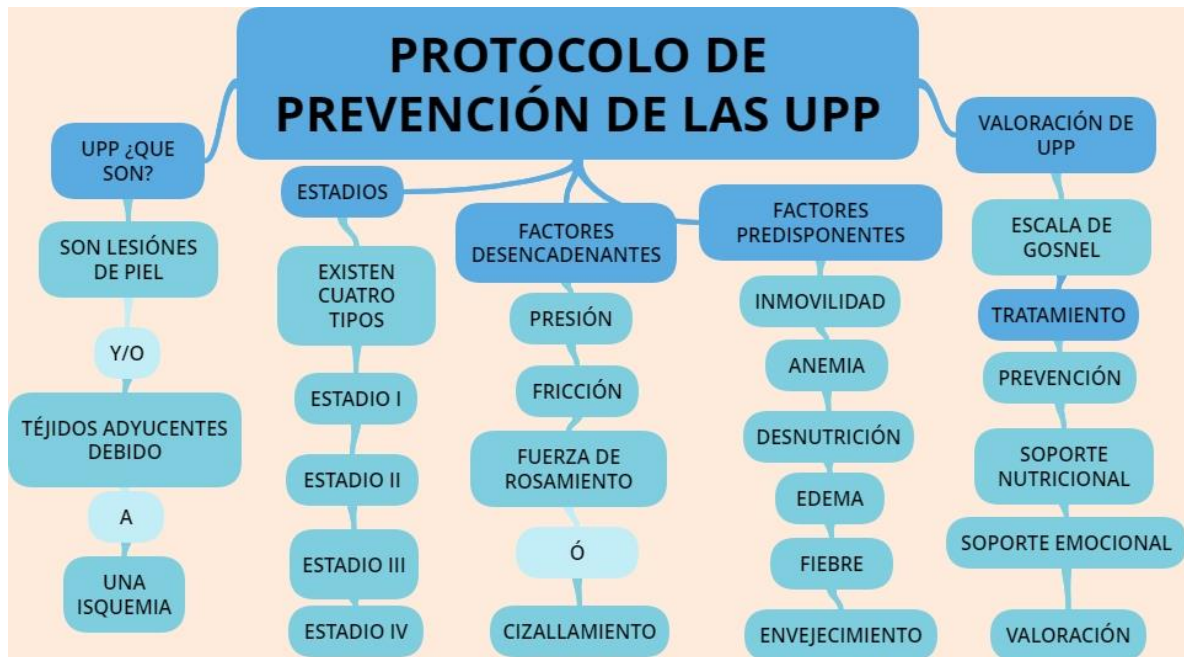 PROTOCOLO DE
PREVENCIÓN DE LAS UPP
UPP ¿QUE
SON?
SON LESIÓNES
DE PIEL
Y/O
TÉJIDOS ADYUCENTES
DEBIDO
A
UNA
ISQUEMIA
ESTADIOS
EXISTEN
CUATRO
TIPOS
ESTADIO I
ESTADIO II
ESTADIO III
ESTADIO IV
FACTORES
DESENCADENANTES
PRESIÓN
FRICCIÓN
FUERZA DE
ROSAMIENTO
Ó
CIZALLAMIENTO
FACTORES
PREDISPONENTES
INMOVILIDAD
ANEMIA
DESNUTRICIÓN
EDEMA
FIEBRE
ENVEJECIMIENTO
VALORACIÓN DE
UPP
ESCALA DE
GOSNEL
TRATAMIENTO
PREVENCIÓN
SOPORTE
NUTRICIONAL
SOPORTE EMOCIONAL
VALORACIÓN